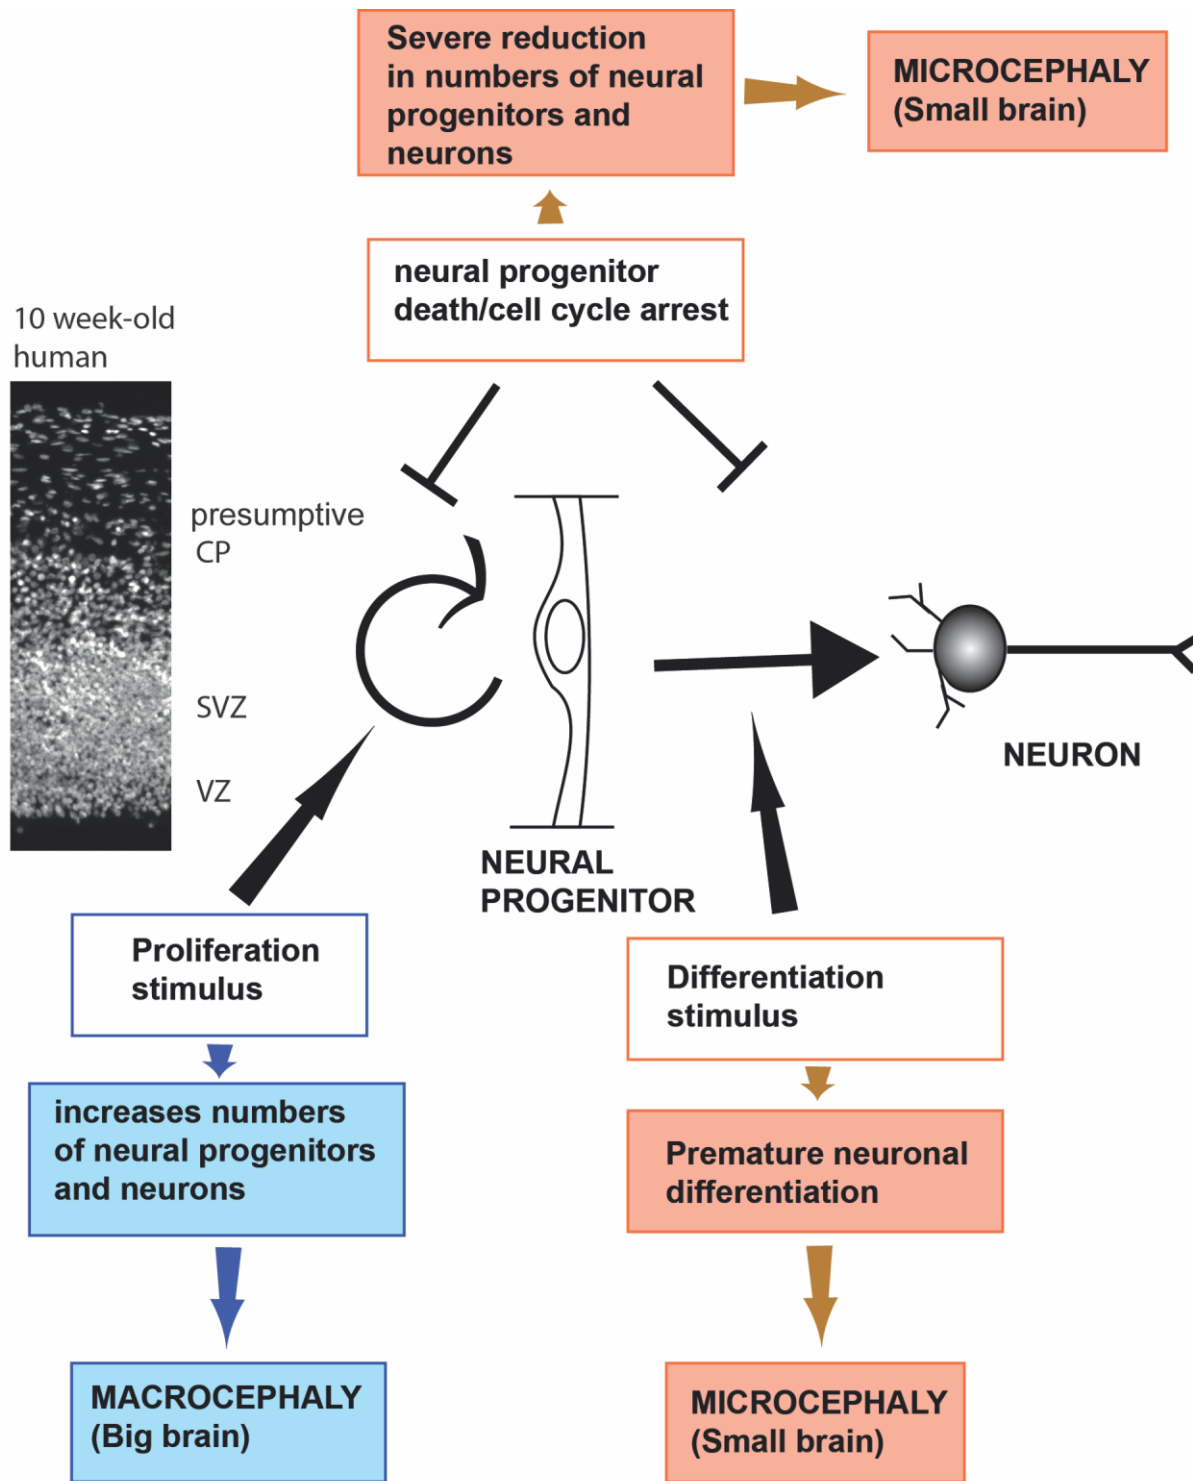 Severe reduction
in numbers of neural
progenitors and
neurons
MICROCEPHALY
(Small brain)
neural progenitor
death/cell cycle arrest
10 week-old
human
presumptive
CP
SVZ
VZ
NEURON
NEURAL
PROGENITOR
Proliferation
stimulus
Differentiation
stimulus
increases numbers
of neural progenitors
and neurons
Premature neuronal
differentiation
MACROCEPHALY
(Big brain)
MICROCEPHALY
(Small brain)